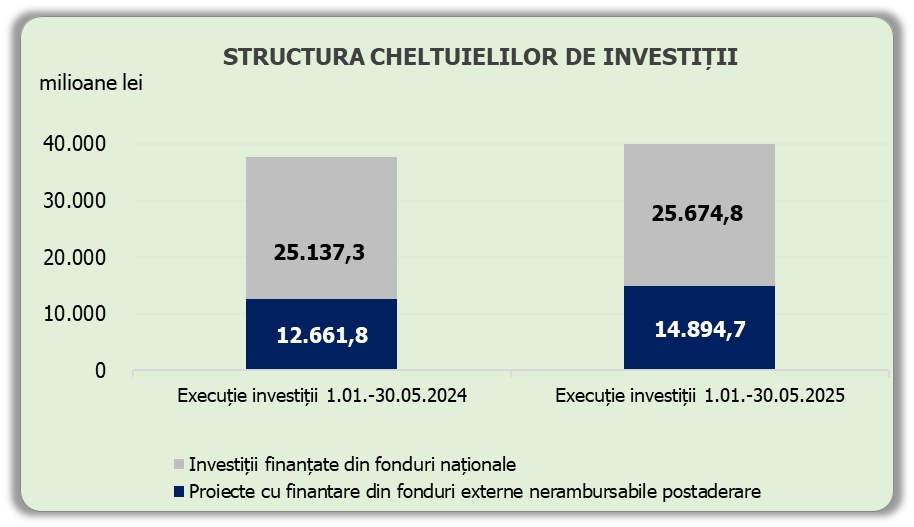 STRUCTURA CHELTUIELILOR DE INVESTIȚII
milioane lei
40.000
30.000
20.000
10.000
0
25.137,3
12.661,8
25.674,8
14.894,7
Execuție investiții 1.01.-30.05.2024
Execuție investiții 1.01.-30.05.2025
Investiții finanțate din fonduri naționale
Proiecte cu finantare din fonduri externe nerambursabile postaderare